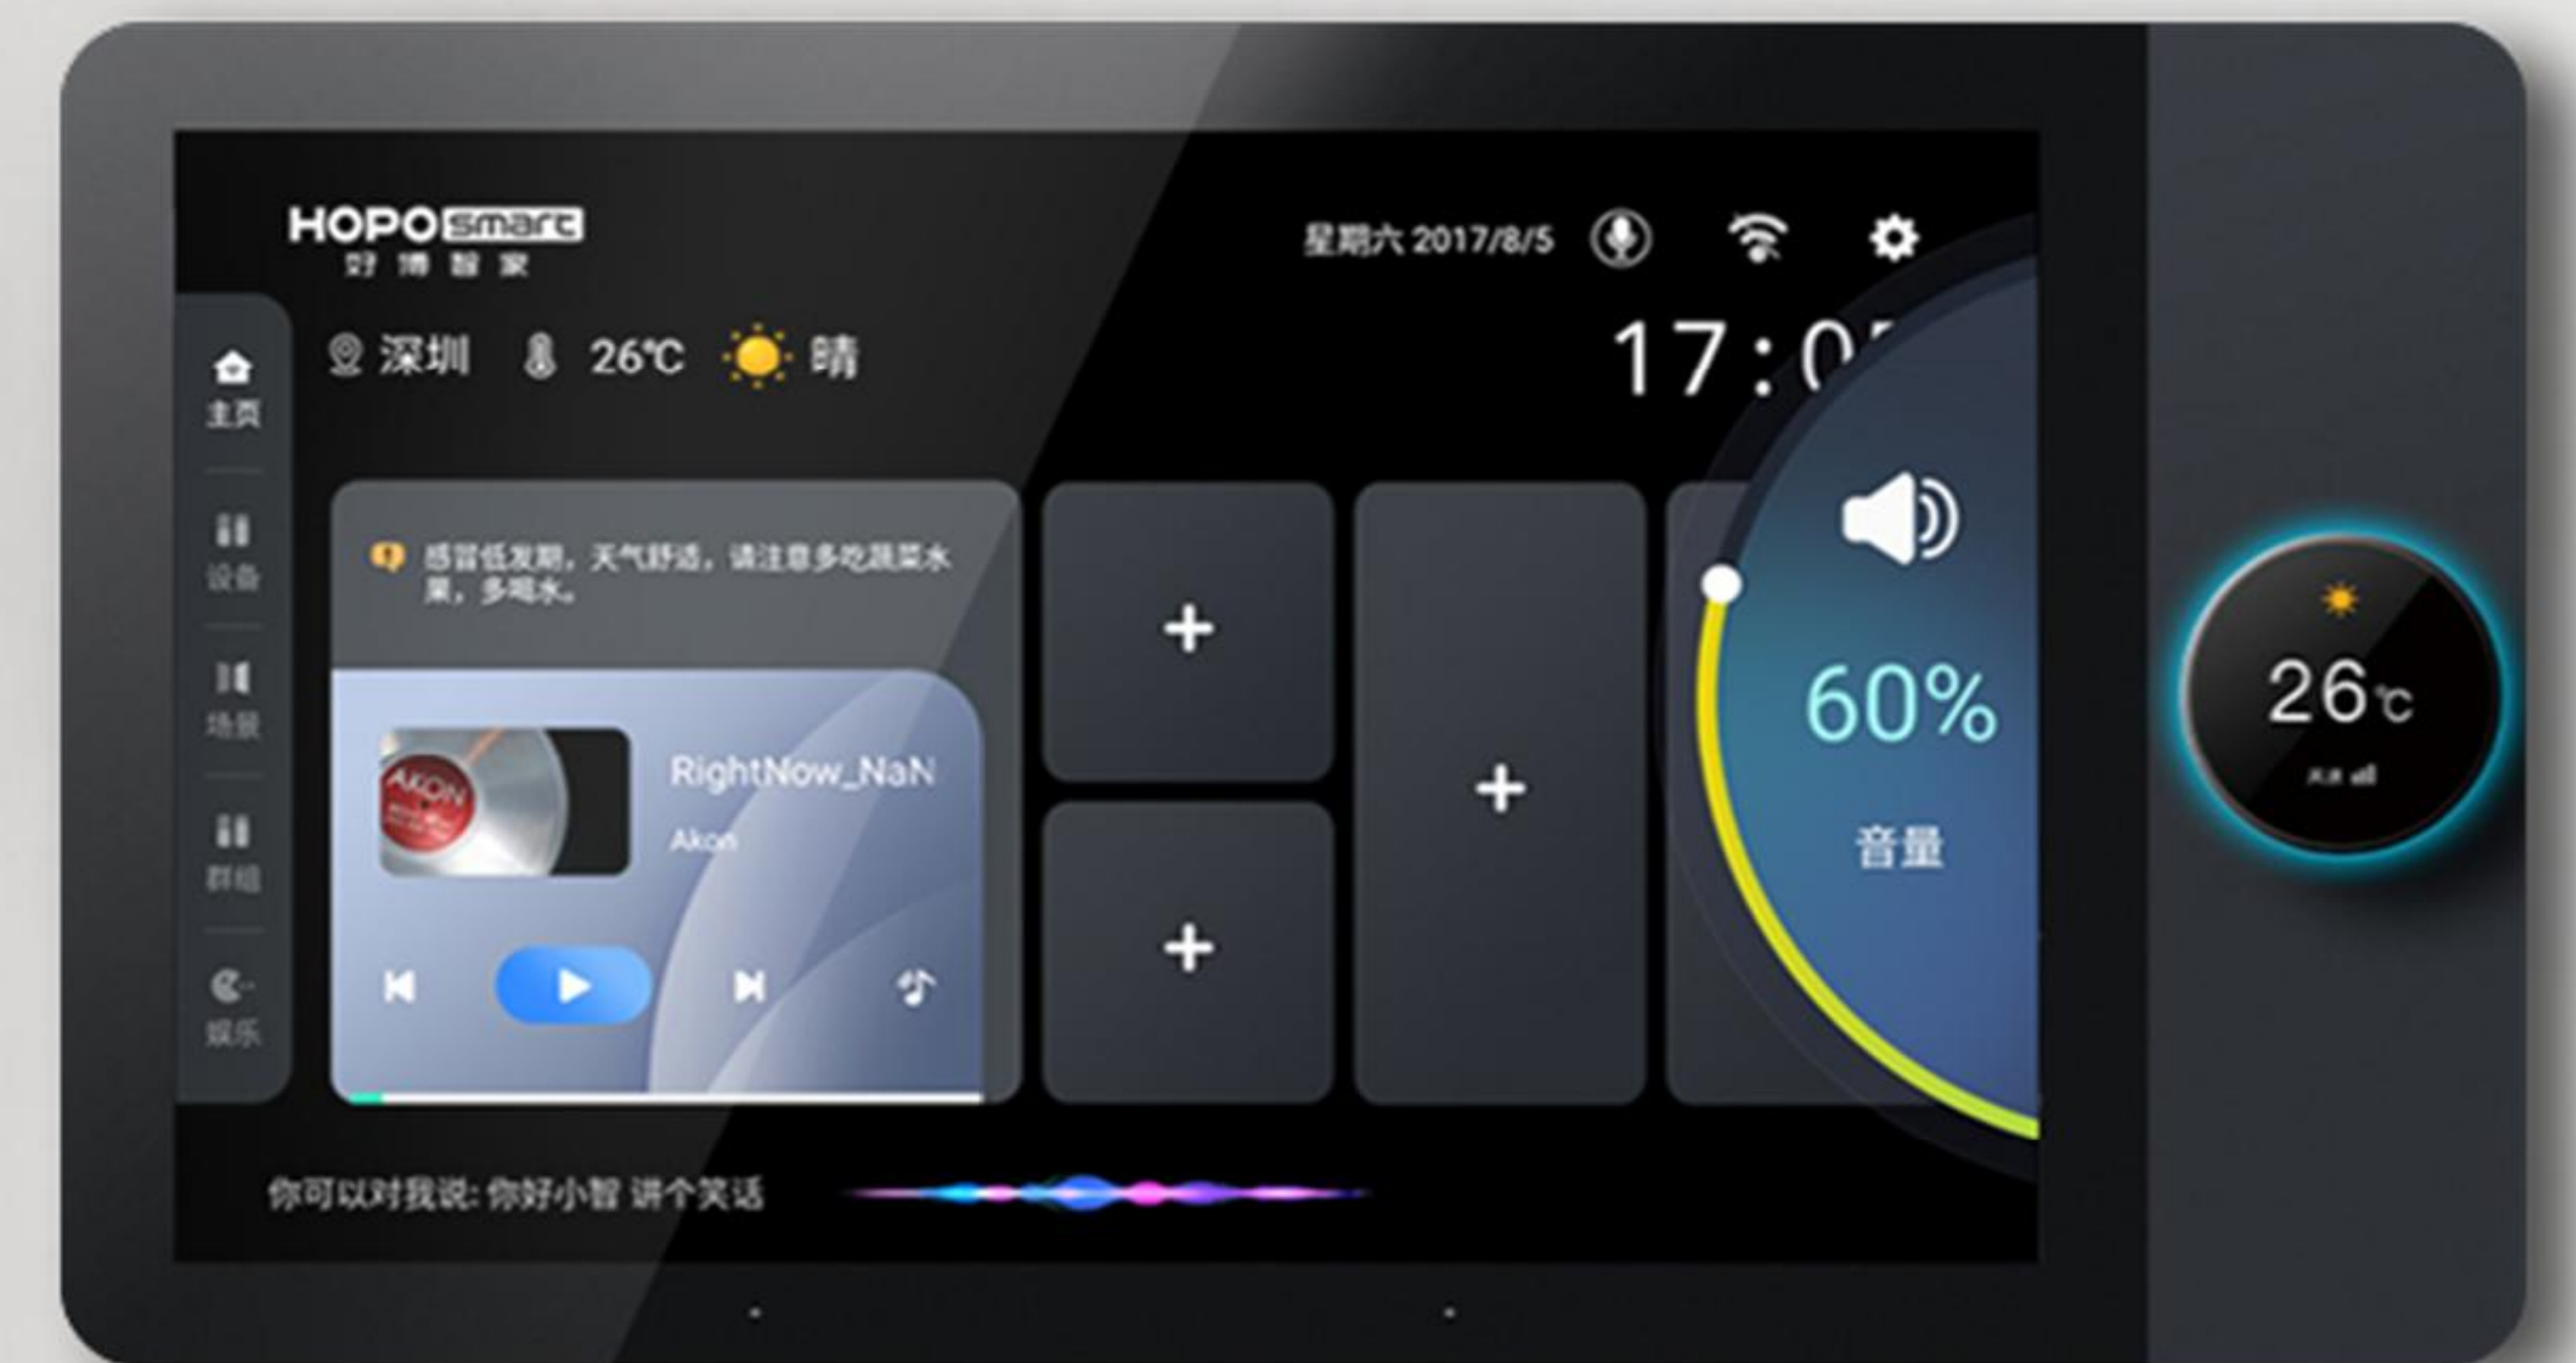 HOPO smart
好博智家
星期六 2017/8/5
深圳 26℃ 晴
17:0
主页
设备
场景
群组
娱乐
感冒低发期，天气舒适，请注意多吃蔬菜水
果，多喝水。
AKON
RightNow_NaN
Akon
60%
音量
26℃
你可以对我说: 你好小智 讲个笑话